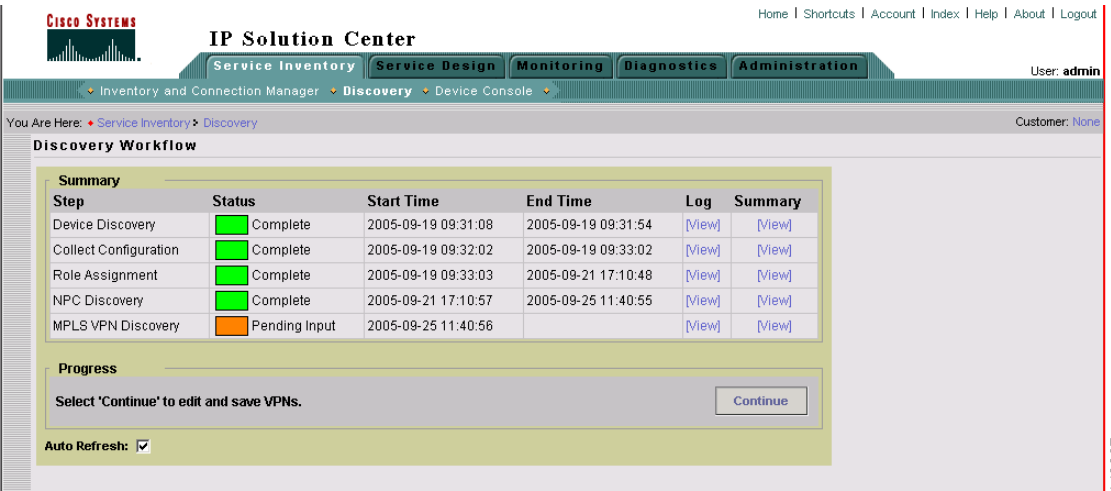 Home | Shortcuts | Account | Index | Help | About | Logout
CISCO SYSTEMS
IP Solution Center
Service Inventory Service Design Monitoring Diagnostics Administration
User: admin
Inventory and Connection Manager Discovery Device Console
You Are Here: Service Inventory Discovery Customer: None
Discovery Workflow
Summary
Step Status Start Time End Time Log Summary
Device Discovery Complete 2005-09-19 09:31:08 2005-09-19 09:31:54 [View] [View]
Collect Configuration Complete 2005-09-19 09:32:02 2005-09-19 09:33:02 [View] [View]
Role Assignment Complete 2005-09-19 09:33:03 2005-09-21 17:10:48 [View] [View]
NPC Discovery Complete 2005-09-21 17:10:57 2005-09-25 11:40:55 [View] [View]
MPLS VPN Discovery Pending Input 2005-09-25 11:40:56 [View] [View]
Progress
Select 'Continue' to edit and save VPNs. Continue
Auto Refresh: